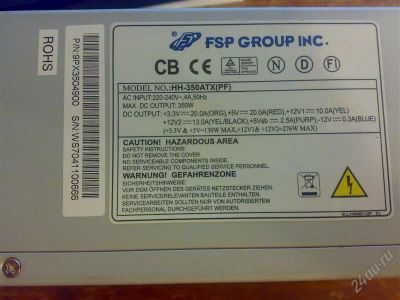 ROHS
P/N:9PX3504900
S/N:WS7041100666
FSP
FSP GROUP INC.
CB CE
MODEL NO.:HH-350ATX(PF)
AC INPUT:220-240V~,4A,50Hz
MAX. DC OUTPUT: 350W
DC OUTPUT: +3.3V 20.0A(ORG),+5V 20.0A(RED), +12V1 10.0A(YEL)
+12V2 13.0A(YEL/BLACK),+5Vsb 2.5A(PURP),-12V 0.3A(BLU)
(+3.3V & +5V=130W MAX,+12V1& +12V2=276W MAX)
CAUTION! HAZARDOUS AREA
SAFETY INSTRUCTIONS:
DO NOT REMOVE THIS COVER.
NO SERVICEABLE COMPONENTS INSIDE.
REFER SERVICING TO QUALIFIED SERVICE PERSONNEL.
WARNUNG! GEFAHRENZONE
SICHERHEITSHINWEISE:
VOR DEM ÖFFNEN DES GERÄTES NETZSTECKER ZIEHEN.
KEINE SERVICERELEVANTEN BAUTEILE ENTHALTEN.
SERVICEARBEITEN SOLLTEN NUR VON AUTORISIERTEM
FACHPERSONAL DURCHGEFÜHRT WERDEN.
24au.ru